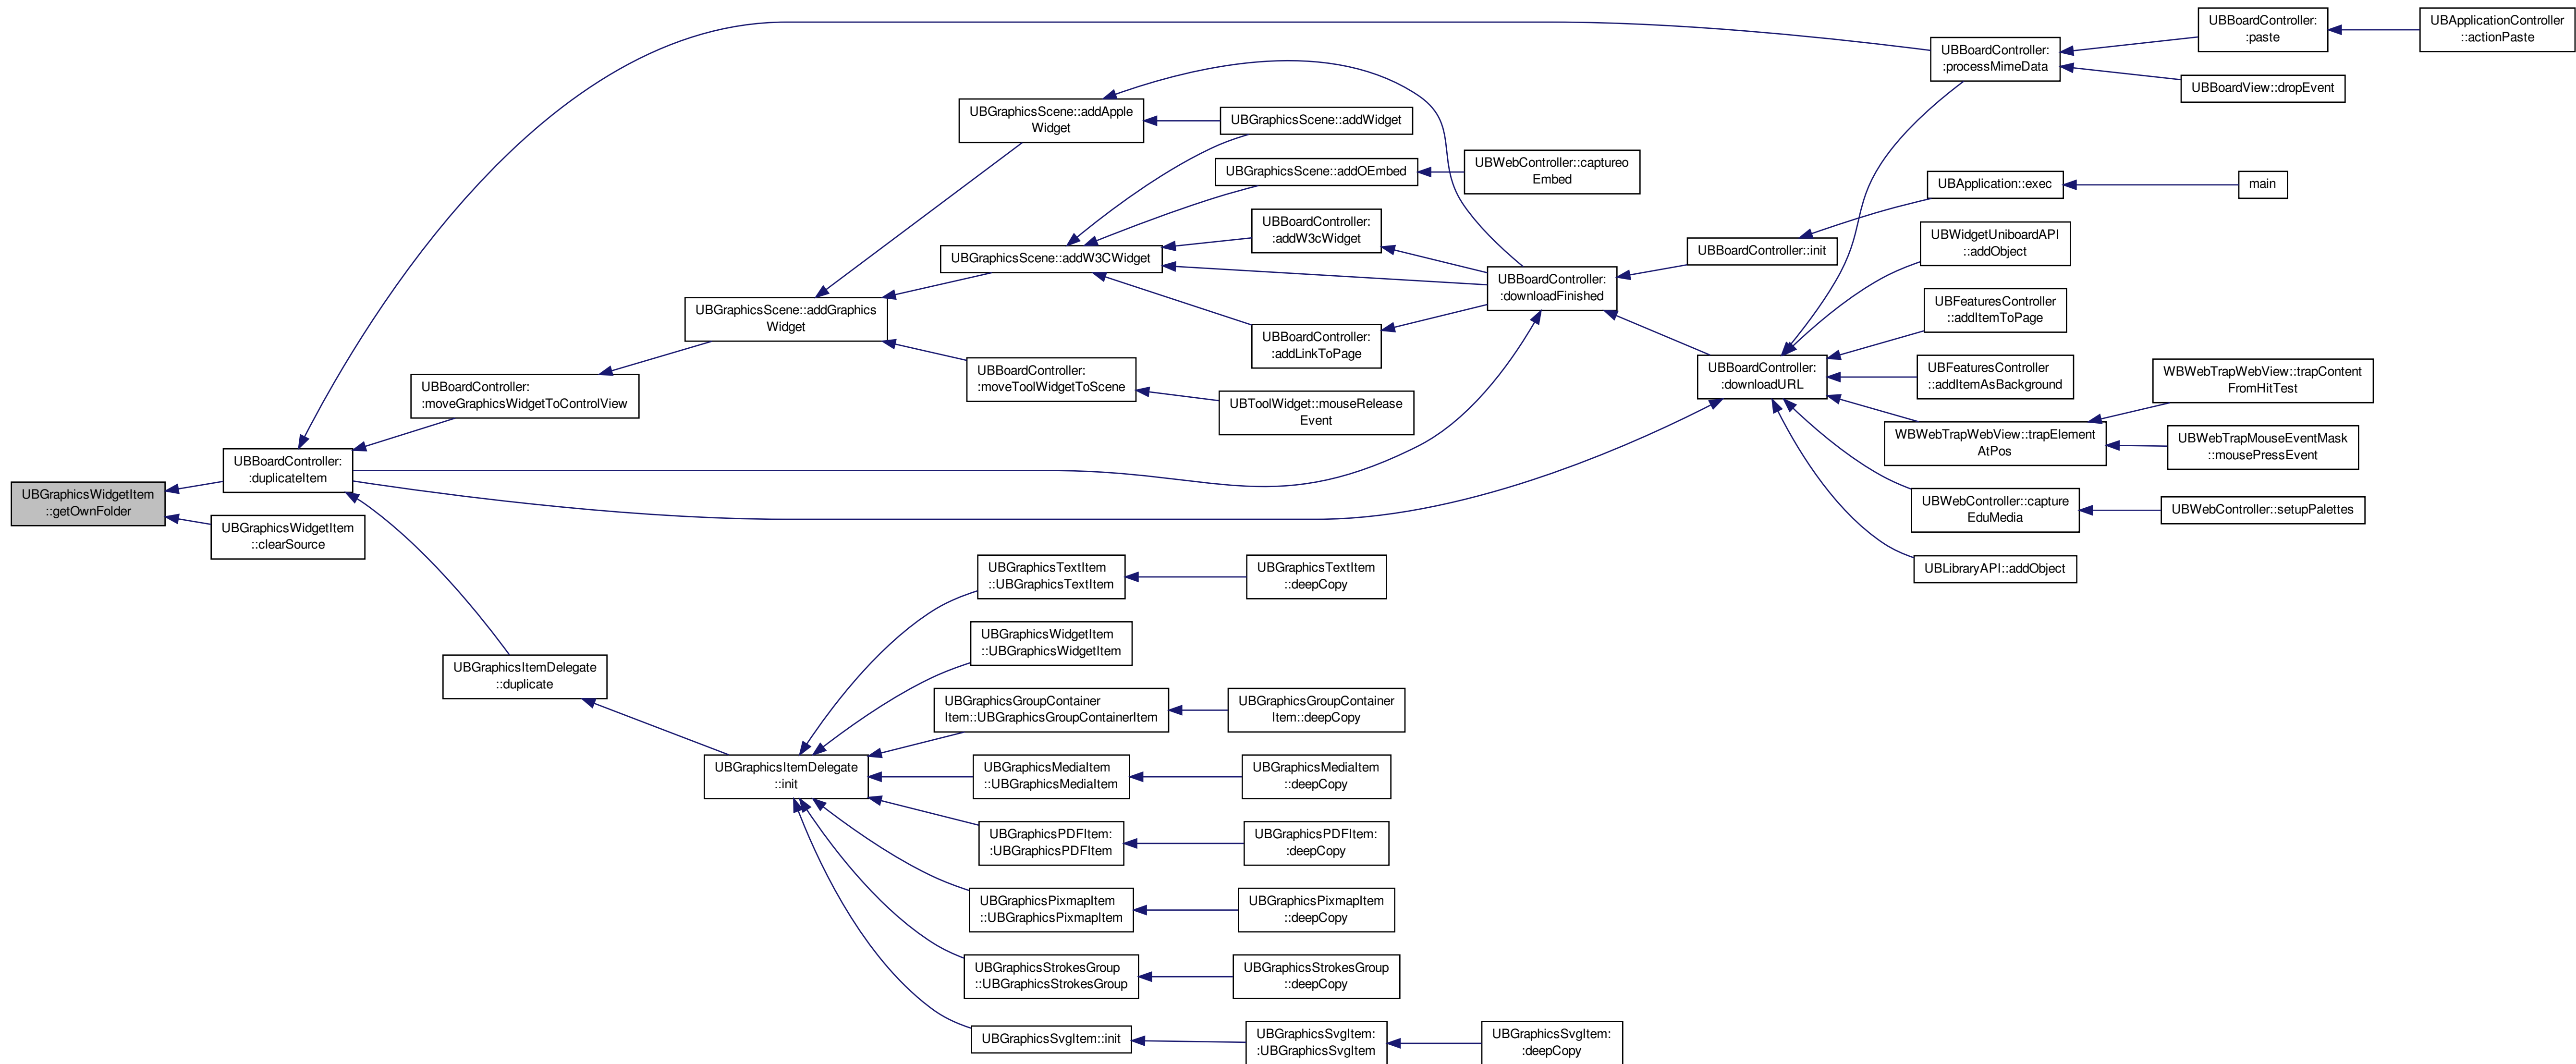 UBGraphicsWidgetItem
::getOwnFolder
UBBoardController:
:duplicateItem
UBGraphicsWidgetItem
::clearSource
UBBoardController:
:moveGraphicsWidgetToControlView
UBGraphicsItemDelegate
::duplicate
UBGraphicsScene::addGraphics
Widget
UBGraphicsItemDelegate
::init
UBGraphicsScene::addApple
Widget
UBGraphicsScene::addW3CWidget
UBBoardController:
:moveToolWidgetToScene
UBGraphicsTextItem
::UBGraphicsTextItem
UBGraphicsWidgetItem
::UBGraphicsWidgetItem
UBGraphicsGroupContainer
Item::UBGraphicsGroupContainerItem
UBGraphicsMediaItem
::UBGraphicsMediaItem
UBGraphicsPDFItem:
:UBGraphicsPDFItem
UBGraphicsPixmapItem
::UBGraphicsPixmapItem
UBGraphicsStrokesGroup
::UBGraphicsStrokesGroup
UBGraphicsSvgItem::init
UBGraphicsScene::addWidget
UBGraphicsScene::addOEmbed
UBBoardController:
:addW3cWidget
UBBoardController:
:addLinkToPage
UBToolWidget::mouseRelease
Event
UBGraphicsTextItem
::deepCopy
UBGraphicsGroupContainer
Item::deepCopy
UBGraphicsMediaItem
::deepCopy
UBGraphicsPDFItem:
:deepCopy
UBGraphicsPixmapItem
::deepCopy
UBGraphicsStrokesGroup
::deepCopy
UBGraphicsSvgItem:
:UBGraphicsSvgItem
UBWebController::captureo
Embed
UBBoardController:
:downloadFinished
UBGraphicsSvgItem:
:deepCopy
UBBoardController::init
UBBoardController:
:downloadURL
UBBoardController:
:processMimeData
UBApplication::exec
UBWidgetUniboardAPI
::addObject
UBFeaturesController
::addItemToPage
UBFeaturesController
::addItemAsBackground
WBWebTrapWebView::trapElement
AtPos
UBWebController::capture
EduMedia
UBLibraryAPI::addObject
UBBoardController:
:paste
UBBoardView::dropEvent
main
WBWebTrapWebView::trapContent
FromHitTest
UBWebTrapMouseEventMask
::mousePressEvent
UBWebController::setupPalettes
UBApplicationController
::actionPaste